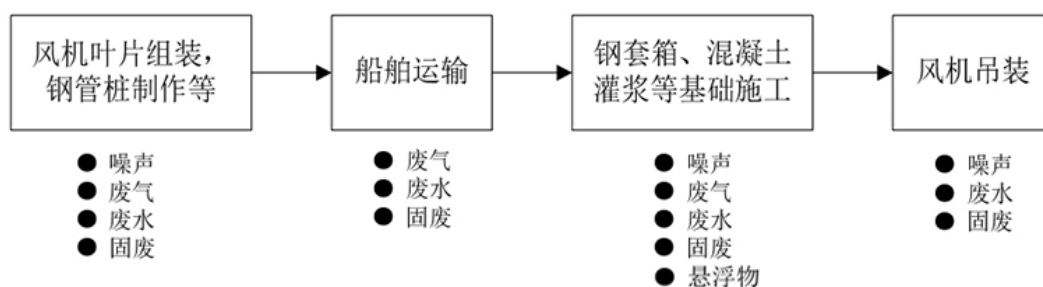 风机叶片组装，
钢管桩制作等
船舶运输
钢套箱、混凝土
灌浆等基础施工
风机吊装
● 噪声
● 废气
● 废水
● 固废
● 废气
● 废水
● 固废
● 噪声
● 废气
● 废水
● 固废
● 悬浮物
● 噪声
● 废水
● 固废